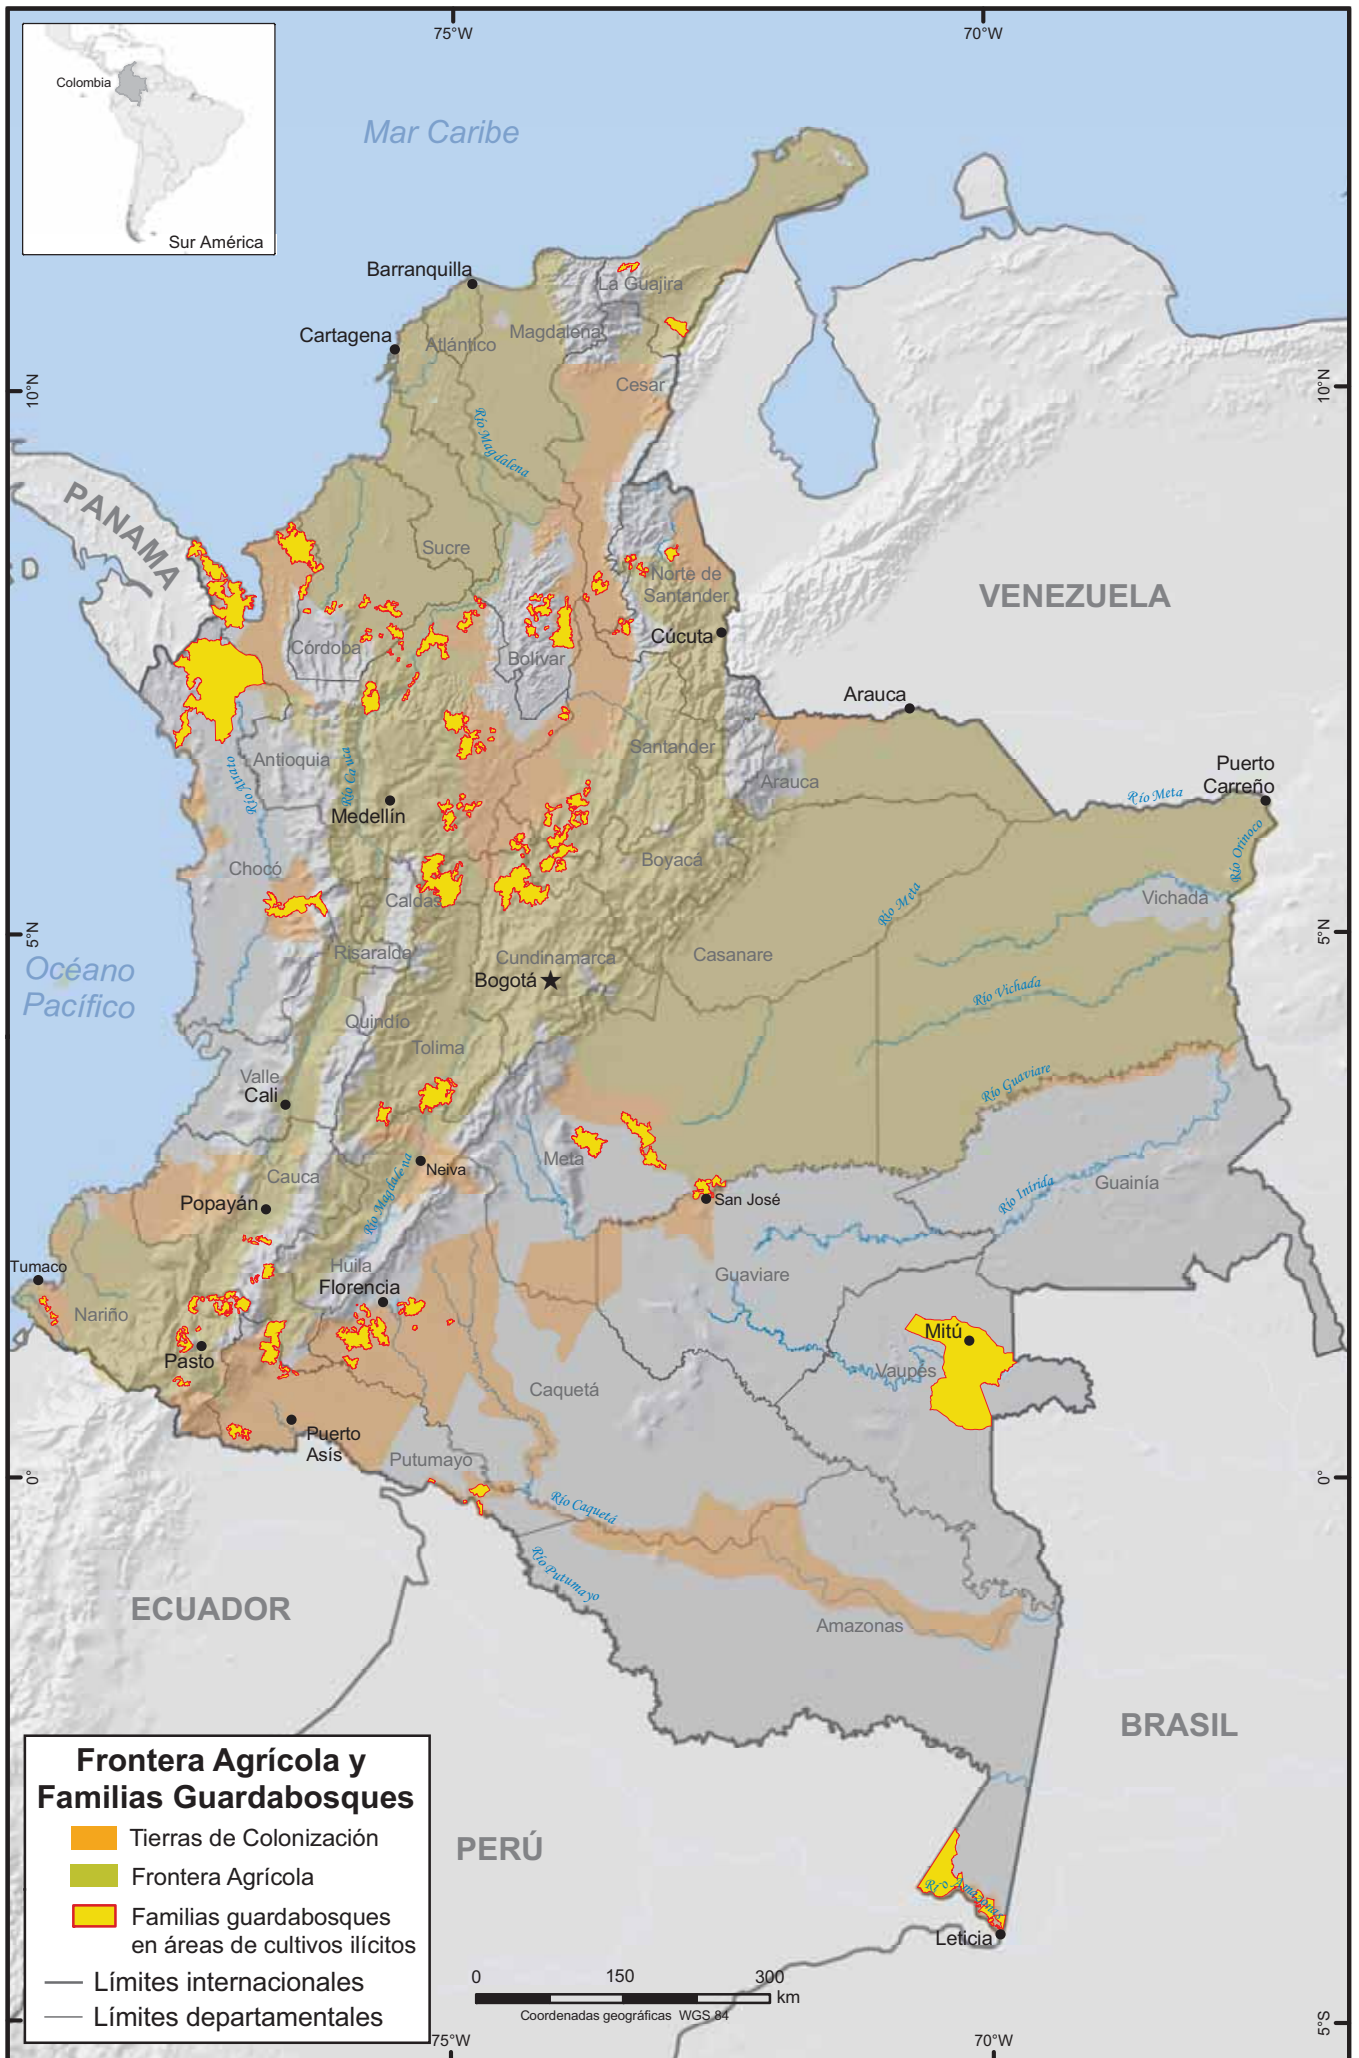 75°W
70°W
Colombia
Sur América
Mar Caribe
Barranquilla
La Guajira
Cartagena
Magdalena
Atlántico
10°N
Cesar
10°N
Río Magdalena
PANAMA
Sucre
Norte de
Santander
VENEZUELA
Cúcuta
Córdoba
Bolívar
Arauca
Antioquia
Santander
Río Cauca
Río Atrato
Arauca
Puerto
Carreño
Río Meta
Medellín
Río Orinoco
Chocó
Boyacá
Caldas
Río Meta
Vichada
5°N
5°N
Risaralda
Cundinamarca
Casanare
Océano
Pacífico
Bogotá
Río Vichada
Quindío
Tolima
Valle
Cali
Río Guaviare
Meta
Neiva
Cauca
Río Magdalena
Popayán
San José
Guainía
Río Inírida
Tumaco
Huila
Florencia
Guaviare
Nariño
Mitú
Pasto
Vaupés
Caquetá
Puerto
Asís
Putumayo
0°
0°
Río Caquetá
Río Putumayo
ECUADOR
Amazonas
BRASIL
PERÚ
Río Amazonas
Leticia
Frontera Agrícola y
Familias Guardabosques
Tierras de Colonización
Frontera Agrícola
Familias guardabosques
en áreas de cultivos ilícitos
Límites internacionales
Límites departamentales
0 150 300
km
Coordenadas geográficas WGS 84
5°S
75°W
70°W